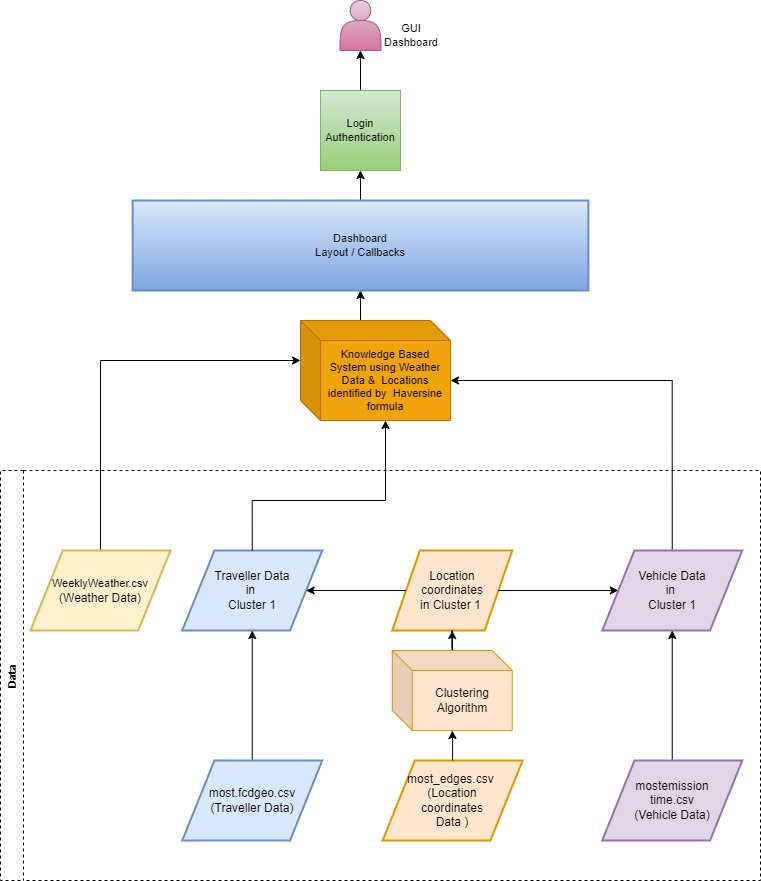 GUI
Dashboard
Login
Authentication
Dashboard
Layout / Callbacks
Knowledge Based
System using Weather
Data & Locations
identified by Haversine
formula
WeeklyWeather.csv
(Weather Data)
Traveller Data
in
Cluster 1
Location
coordinates
in Cluster 1
Vehicle Data
in
Cluster 1
Data
Clustering
Algorithm
most.fcdgeo.csv
(Traveller Data)
most_edges.csv
(Location
coordinates
Data )
mostemission
time.csv
(Vehicle Data)